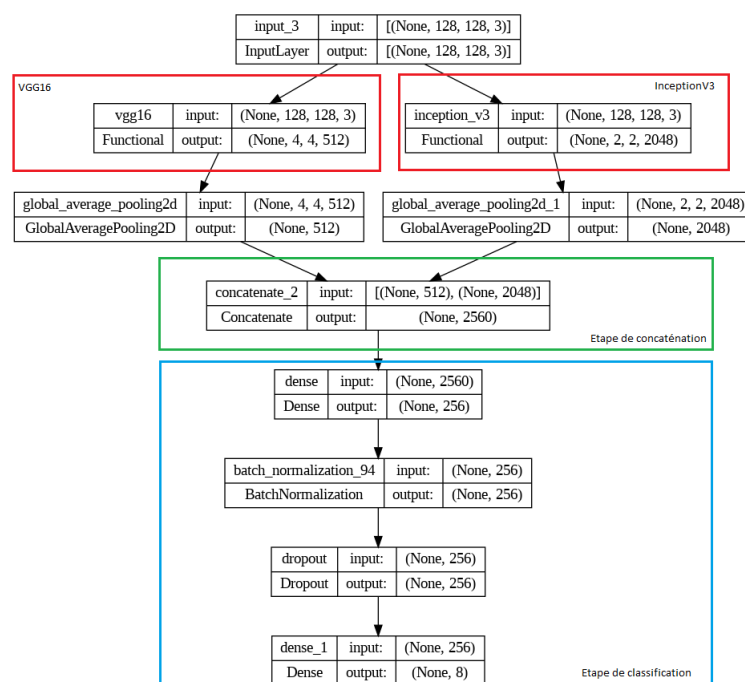 input_3 input: [(None, 128, 128, 3)]
InputLayer output: [(None, 128, 128, 3)]
VGG16
InceptionV3
vgg16 input: (None, 128, 128, 3)
Functional output: (None, 4, 4, 512)
inception_v3 input: (None, 128, 128, 3)
Functional output: (None, 2, 2, 2048)
global_average_pooling2d input: (None, 4, 4, 512)
GlobalAveragePooling2D output: (None, 512)
global_average_pooling2d_1 input: (None, 2, 2, 2048)
GlobalAveragePooling2D output: (None, 2048)
concatenate_2 input: [(None, 512), (None, 2048)]
Concatenate output: (None, 2560)
Etape de concaténation
dense input: (None, 2560)
Dense output: (None, 256)
batch_normalization_94 input: (None, 256)
BatchNormalization output: (None, 256)
dropout input: (None, 256)
Dropout output: (None, 256)
dense_1 input: (None, 256)
Dense output: (None, 8)
Etape de classification